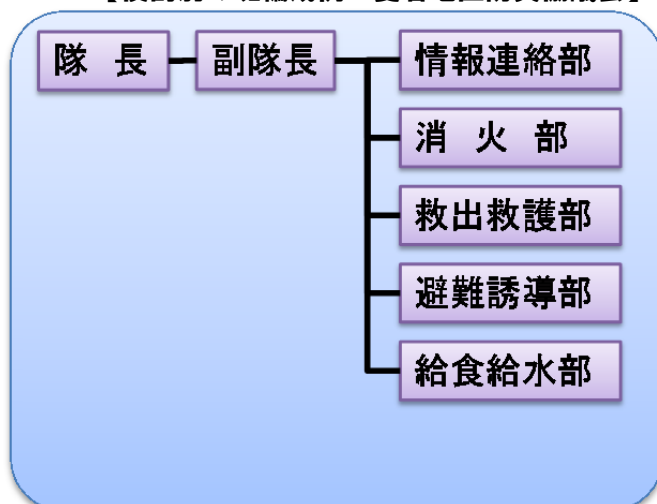 隊 長
副隊長
情報連絡部
消 火 部
救出救護部
避難誘導部
給食給水部